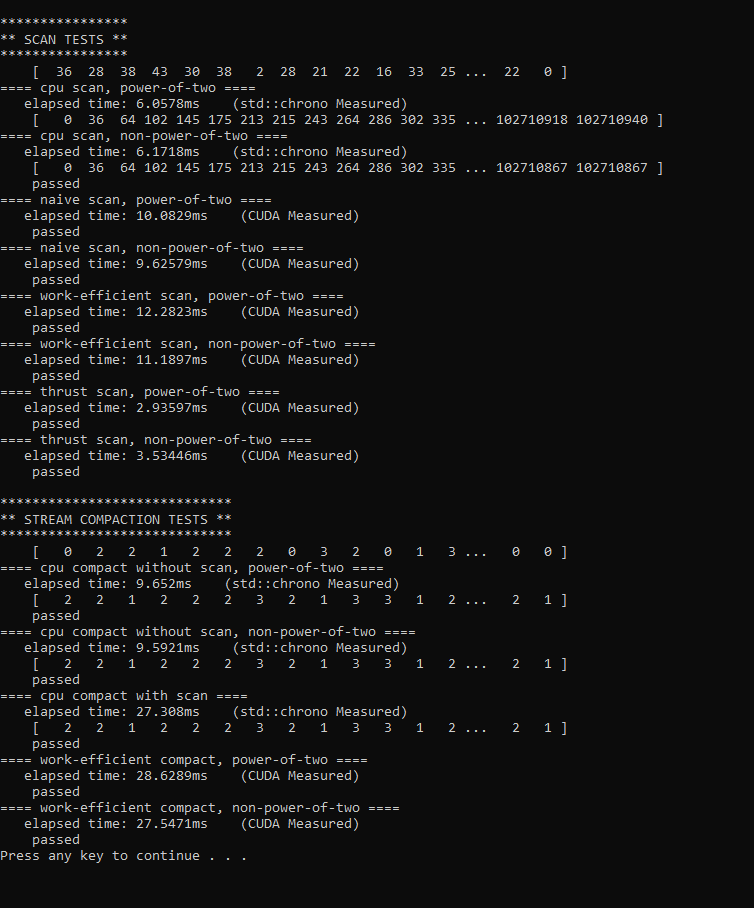 ****************
** SCAN TESTS **
****************
    [  36  28  38  43  30  38   2  28  21  22  16  33  25 ...  22   0 ]
==== cpu scan, power-of-two ====
   elapsed time: 6.0578ms    (std::chrono Measured)
    [   0  36  64 102 145 175 213 215 243 264 286 302 335 ... 102710918 102710940 ]
==== cpu scan, non-power-of-two ====
   elapsed time: 6.1718ms    (std::chrono Measured)
    [   0  36  64 102 145 175 213 215 243 264 286 302 335 ... 102710867 102710867 ]
    passed
==== naive scan, power-of-two ====
   elapsed time: 10.0829ms    (CUDA Measured)
    passed
==== naive scan, non-power-of-two ====
   elapsed time: 9.62579ms    (CUDA Measured)
    passed
==== work-efficient scan, power-of-two ====
   elapsed time: 12.2823ms    (CUDA Measured)
    passed
==== work-efficient scan, non-power-of-two ====
   elapsed time: 11.1897ms    (CUDA Measured)
    passed
==== thrust scan, power-of-two ====
   elapsed time: 2.93597ms    (CUDA Measured)
    passed
==== thrust scan, non-power-of-two ====
   elapsed time: 3.53446ms    (CUDA Measured)
    passed

*****************************
** STREAM COMPACTION TESTS **
*****************************
    [   0   2   2   1   2   2   2   0   3   2   0   1   3 ...   0   0 ]
==== cpu compact without scan, power-of-two ====
   elapsed time: 9.652ms    (std::chrono Measured)
    [   2   2   1   2   2   2   3   2   1   3   3   1   2 ...   2   1 ]
    passed
==== cpu compact without scan, non-power-of-two ====
   elapsed time: 9.5921ms    (std::chrono Measured)
    [   2   2   1   2   2   2   3   2   1   3   3   1   2 ...   2   1 ]
    passed
==== cpu compact with scan ====
   elapsed time: 27.308ms    (std::chrono Measured)
    [   2   2   1   2   2   2   3   2   1   3   3   1   2 ...   2   1 ]
    passed
==== work-efficient compact, power-of-two ====
   elapsed time: 28.6289ms    (CUDA Measured)
    passed
==== work-efficient compact, non-power-of-two ====
   elapsed time: 27.5471ms    (CUDA Measured)
    passed
Press any key to continue . . .